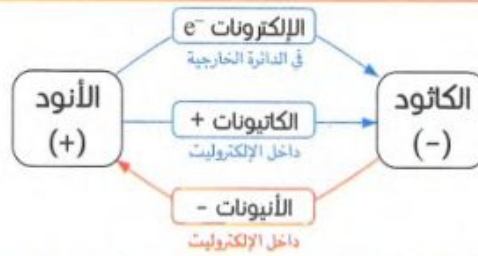 الإلكترونات e⁻
في الدائرة الخارجية
الأنود
(+)
الكاثود
(-)
الكاتيونات +
داخل الإلكتروليت
الأنيونات -
داخل الإلكتروليت